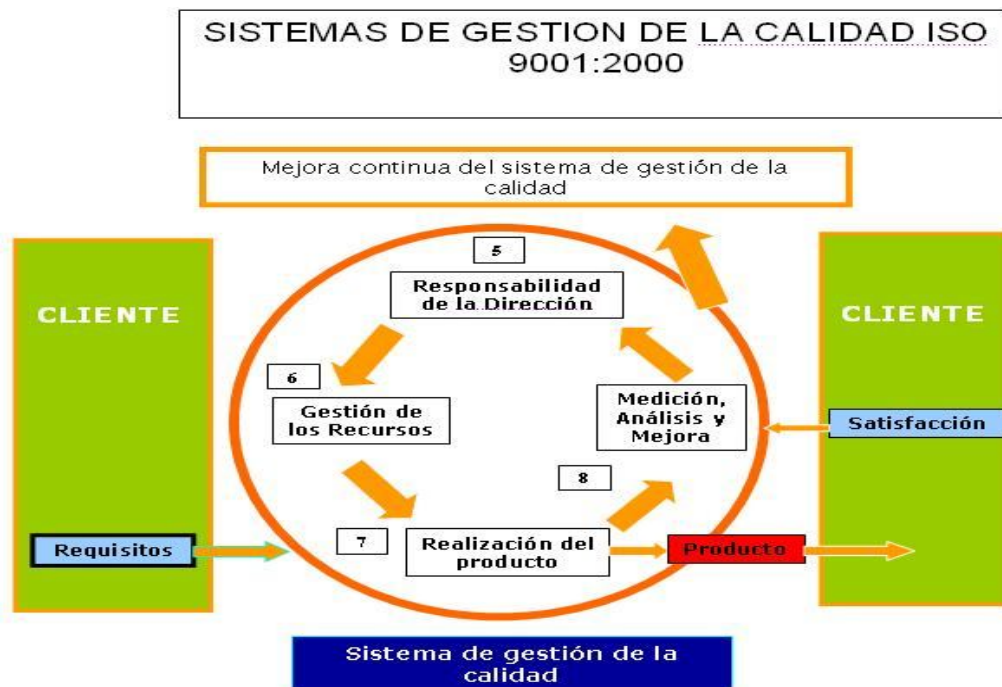 SISTEMAS DE GESTION DE LA CALIDAD ISO
9001:2000
Mejora continua del sistema de gestión de la
calidad
CLIENTE
5
Responsabilidad
de la Dirección
CLIENTE
6
Gestión de
los Recursos
Medición,
Análisis y
Mejora
Satisfacción
8
Requisitos
7
Realización del
producto
Producto
Sistema de gestión de la
calidad